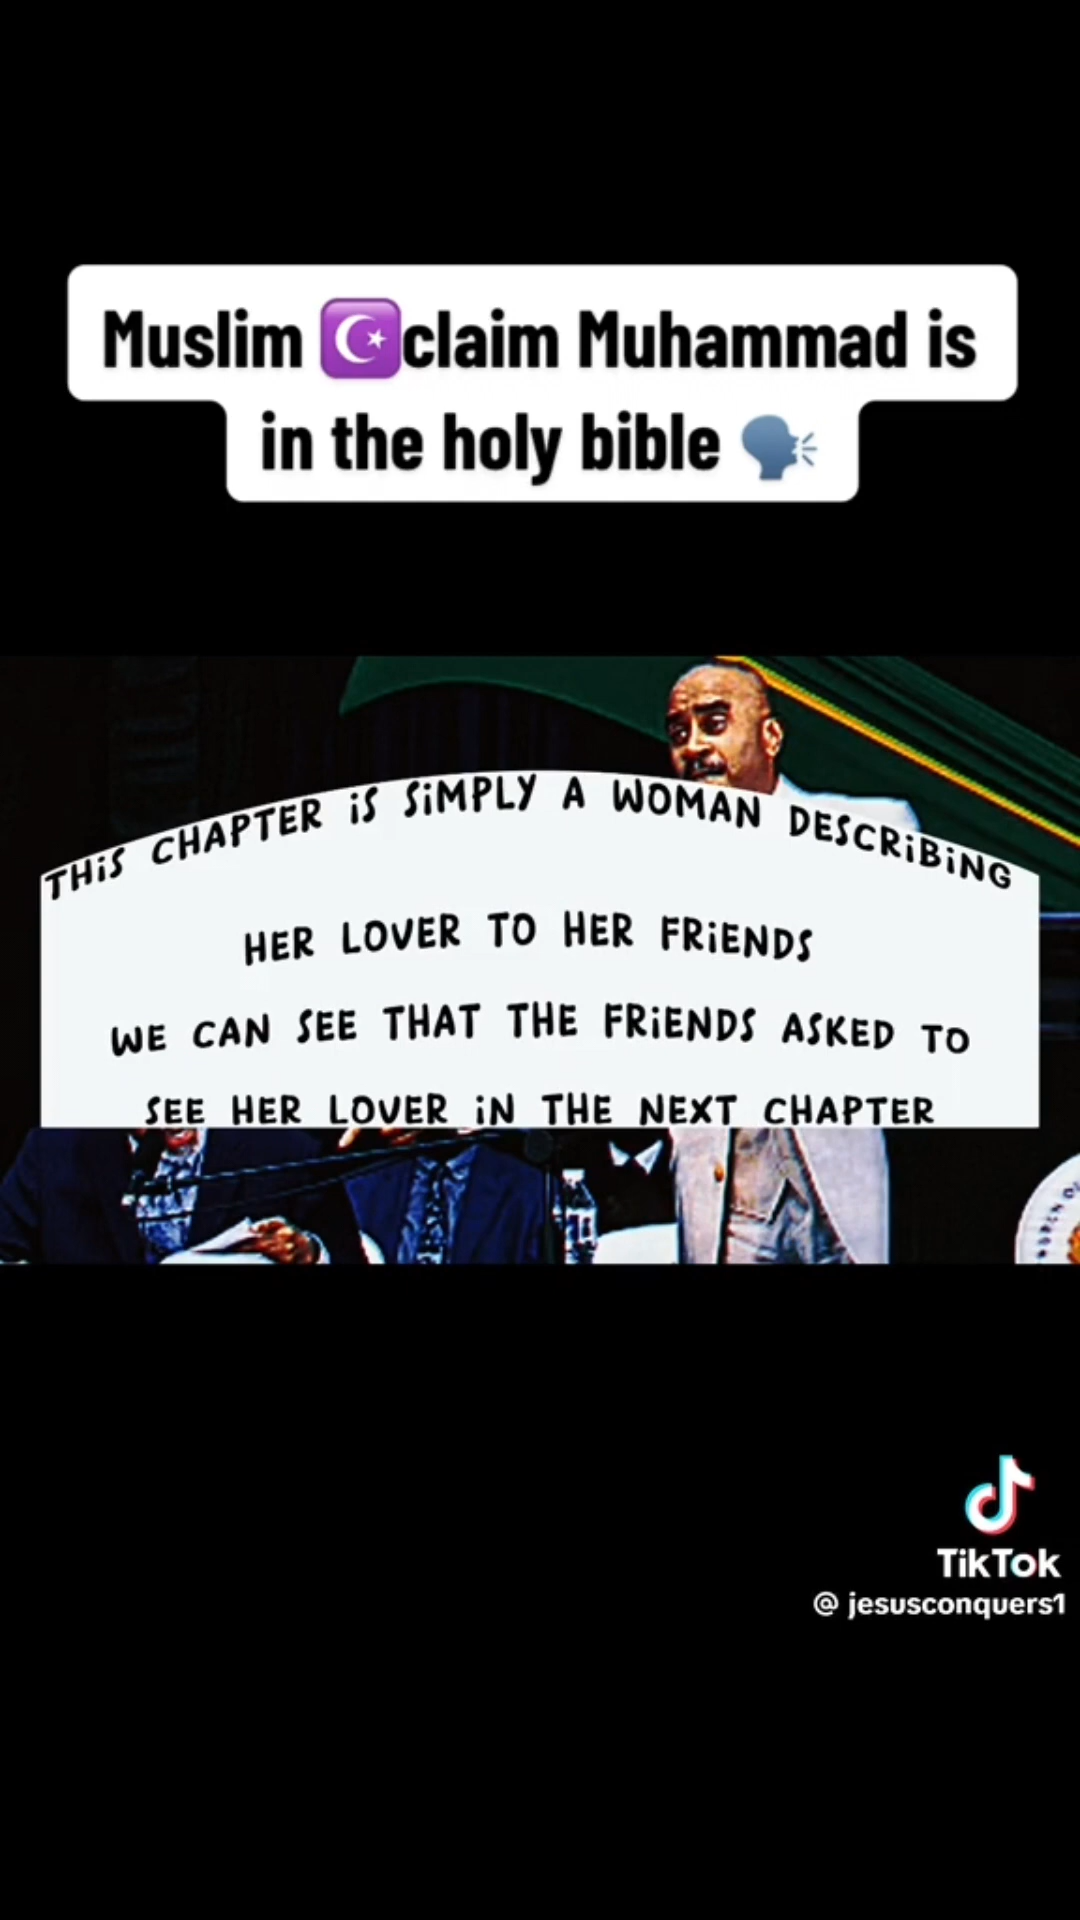 Muslim ☪️claim Muhammad is
in the holy bible 🗣️
THIS CHAPTER IS SIMPLY A WOMAN DESCRIBING
HER LOVER TO HER FRIENDS
WE CAN SEE THAT THE FRIENDS ASKED TO
SEE HER LOVER IN THE NEXT CHAPTER
TikTok
@ jesusconquers1